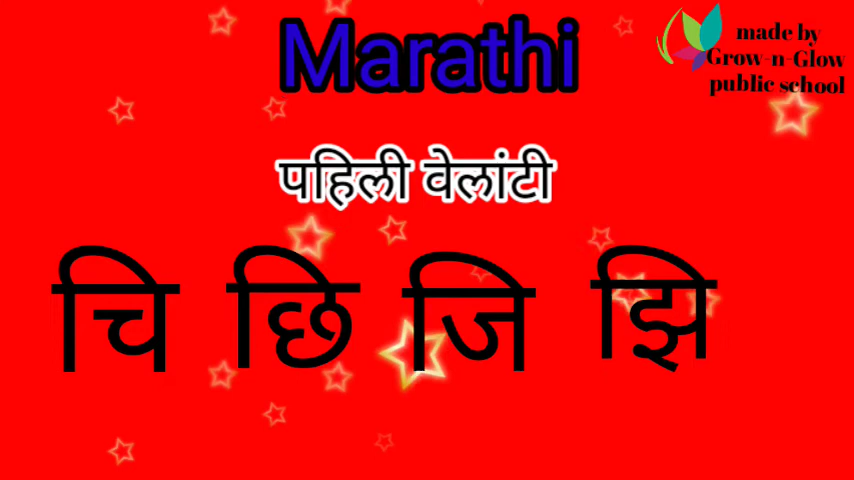 Marathi
made by
Grow-n-Glow
public school
पहिली वेलांटी
चि छि जि झि